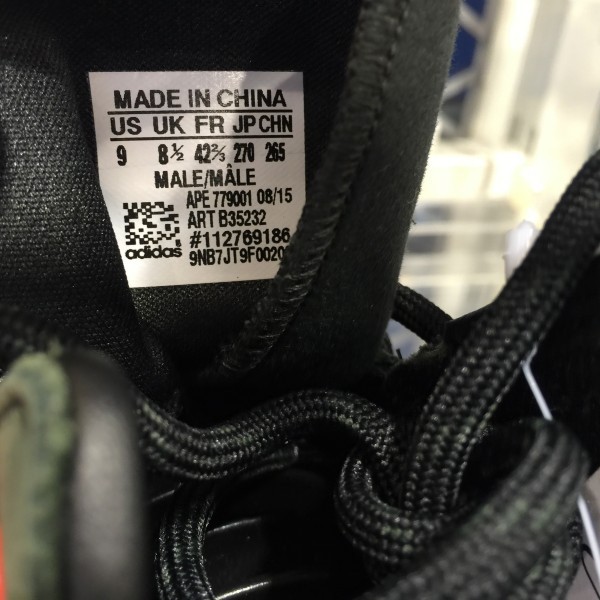 MADE IN CHINA
US UK FR JP CHN
9 8½ 42⅔ 270 265
MALE/MÂLE
APE 779001 08/15
ART B35232
#112769186
adidas 9NB7JT9F0020